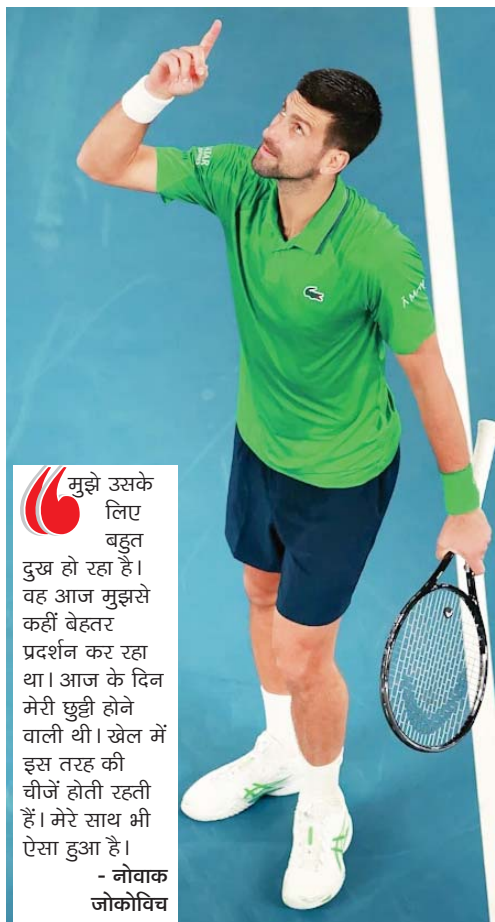 मुझे उसके
लिए
बहुत
दुख हो रहा है।
वह आज मुझसे
कहीं बेहतर
प्रदर्शन कर रहा
था। आज के दिन
मेरी छुट्टी होने
वाली थी। खेल में
इस तरह की
चीजें होती रहती
हैं। मेरे साथ भी
ऐसा हुआ है।
- नोवाक
जोकोविच